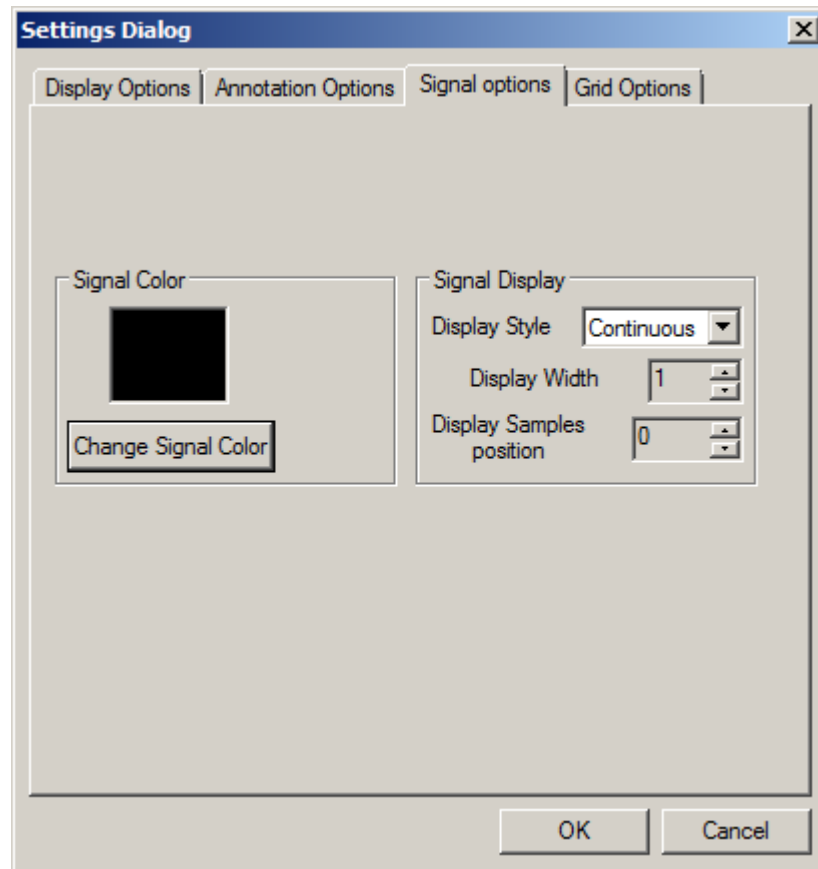 Settings Dialog
Display Options
Annotation Options
Signal options
Grid Options
Signal Color
Change Signal Color
Signal Display
Display Style
Continuous
Display Width
1
Display Samples
position
0
OK
Cancel